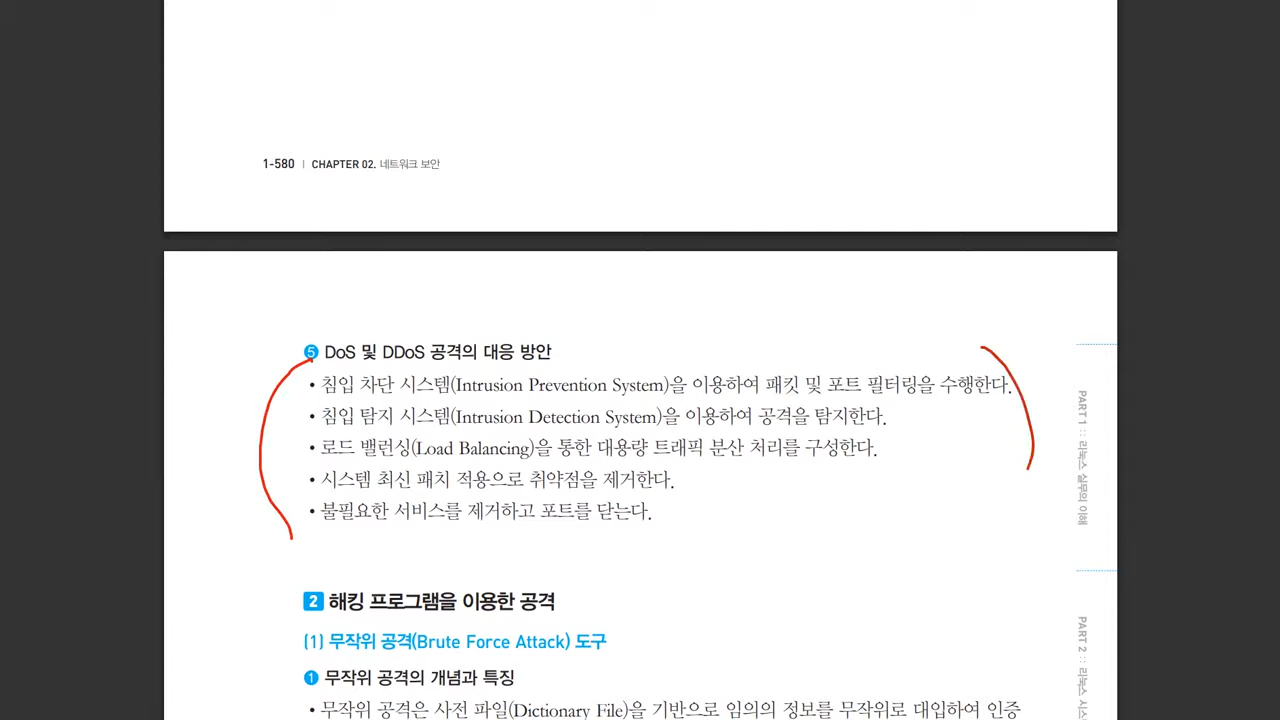 1-580 | CHAPTER 02. 네트워크 보안
5 DoS 및 DDoS 공격의 대응 방안
• 침입 차단 시스템(Intrusion Prevention System)을 이용하여 패킷 및 포트 필터링을 수행한다.
• 침입 탐지 시스템(Intrusion Detection System)을 이용하여 공격을 탐지한다.
• 로드 밸런싱(Load Balancing)을 통한 대용량 트래픽 분산 처리를 구성한다.
• 시스템 최신 패치 적용으로 취약점을 제거한다.
• 불필요한 서비스를 제거하고 포트를 닫는다.
2 해킹 프로그램을 이용한 공격
(1) 무작위 공격(Brute Force Attack) 도구
1 무작위 공격의 개념과 특징
• 무작위 공격은 사전 파일(Dictionary File)을 기반으로 임의의 정보를 무작위로 대입하여 인증
PART 1 :: 리눅스 실무의 이해
PART 2 :: 리눅스 시스